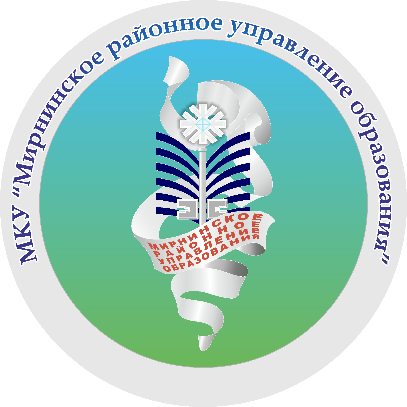 МКУ “Мирнинское районное управление образования”
МИРНИНСКОЕ
РАЙОННОЕ
УПРАВЛЕНИЕ
ОБРАЗОВАНИЯ